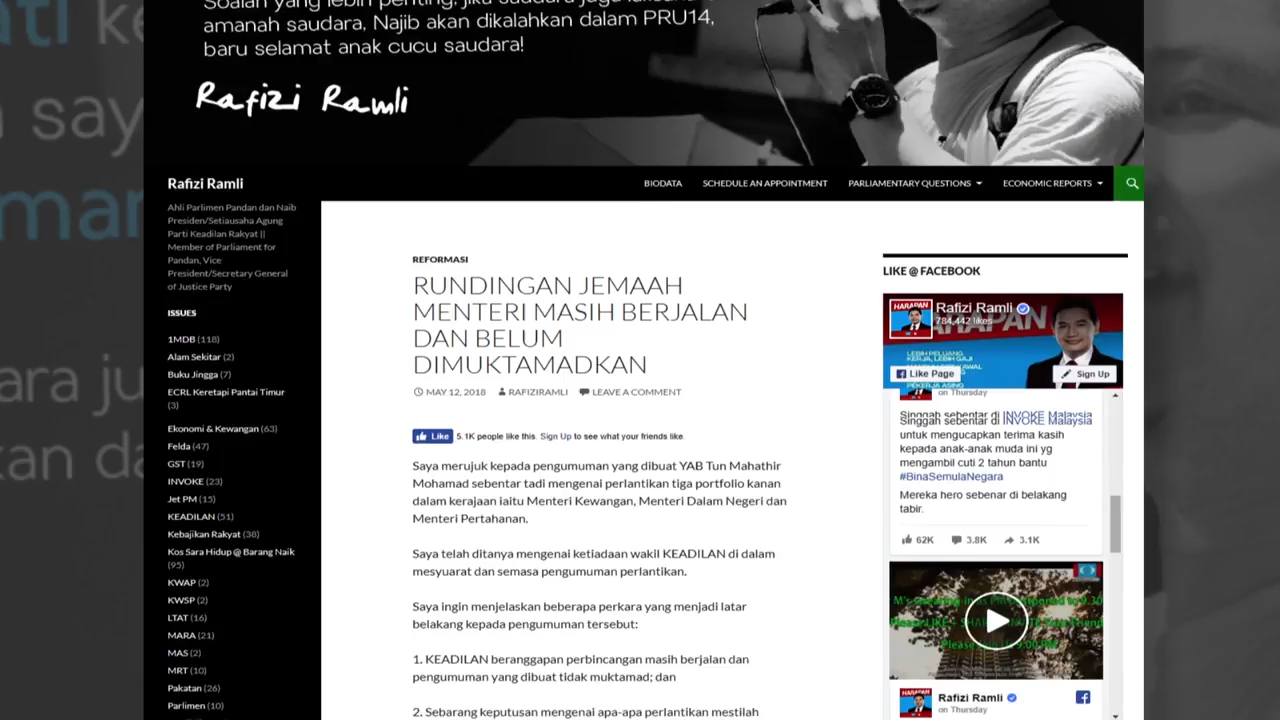 amanah saudara, Najib akan dikalahkan dalam PRU14,
baru selamat anak cucu saudara!
Rafizi Ramli
Rafizi Ramli
BIODATA
SCHEDULE AN APPOINTMENT
PARLIAMENTARY QUESTIONS
ECONOMIC REPORTS
Ahli Parlimen Pandan dan Naib
Presiden/Setiausaha Agung
Parti Keadilan Rakyat ||
Member of Parliament for
Pandan, Vice
President/Secretary General
of Justice Party
ISSUES
1MDB (118)
Alam Sekitar (2)
Buku Jingga (7)
ECRL Keretapi Pantai Timur
(3)
Ekonomi & Kewangan (63)
Felda (47)
GST (19)
INVOKE (23)
Jet PM (15)
KEADILAN (51)
Kebajikan Rakyat (38)
Kos Sara Hidup @ Barang Naik
(95)
KWAP (2)
KWSP (2)
LTAT (16)
MARA (21)
MAS (2)
MRT (10)
Pakatan (26)
Parlimen (10)
REFORMASI
RUNDINGAN JEMAAH
MENTERI MASIH BERJALAN
DAN BELUM
DIMUKTAMADKAN
MAY 12, 2018 RAFIZIRAMLI LEAVE A COMMENT
Like 5.1K people like this. Sign Up to see what your friends like.
Saya merujuk kepada pengumuman yang dibuat YAB Tun Mahathir
Mohamad sebentar tadi mengenai perlantikan tiga portfolio kanan
dalam kerajaan iaitu Menteri Kewangan, Menteri Dalam Negeri dan
Menteri Pertahanan.
Saya telah ditanya mengenai ketiadaan wakil KEADILAN di dalam
mesyuarat dan semasa pengumuman perlantikan.
Saya ingin menjelaskan beberapa perkara yang menjadi latar
belakang kepada pengumuman tersebut:
1. KEADILAN beranggapan perbincangan masih berjalan dan
pengumuman yang dibuat tidak muktamad; dan
2. Sebarang keputusan mengenai apa-apa perlantikan mestilah
LIKE @ FACEBOOK
HARAPAN
Rafizi Ramli
784,442 likes
Like Page
Sign Up
on Thursday
Singgah sebentar di INVOKE Malaysia
untuk mengucapkan terima kasih
kepada anak-anak muda ini yg
mengambil cuti 2 tahun bantu
#BinaSemulaNegara
Mereka hero sebenar di belakang
tabir.
62K 3.8K 3.1K
Rafizi Ramli
on Thursday